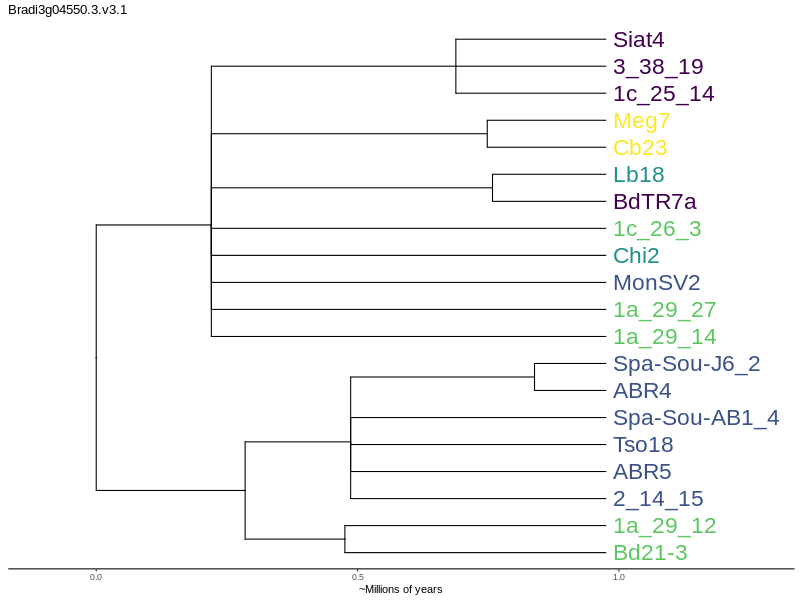 Bradi3g04550.3.v3.1
Siat4
3_38_19
1c_25_14
Meg7
Cb23
Lb18
BdTR7a
1c_26_3
Chi2
MonSV2
1a_29_27
1a_29_14
Spa-Sou-J6_2
ABR4
Spa-Sou-AB1_4
Tso18
ABR5
2_14_15
1a_29_12
Bd21-3
0.0 0.5 1.0
~Millions of years